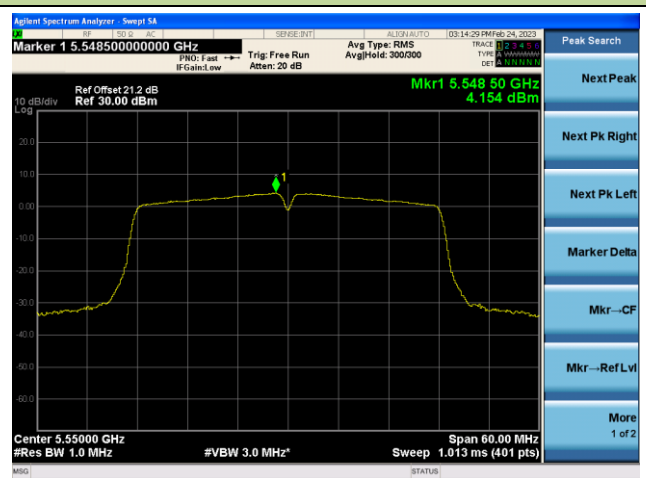 Agilent Spectrum Analyzer - Swept SA
RF 50 Ω AC SENSE:INT ALIGN AUTO 03:14:29 PM Feb 24, 2023
Marker 1 5.548500000000 GHz
PNO: Fast
IFGain:Low
Trig: Free Run
Atten: 20 dB
Avg Type: RMS
Avg|Hold: 300/300
TRACE 1 2 3 4 5 6
TYPE A WWWWW
DET A N N N N N
Peak Search
Next Peak
Next Pk Right
Next Pk Left
Marker Delta
Mkr→CF
Mkr→RefLvl
More
1 of 2
Ref Offset 21.2 dB
Ref 30.00 dBm
10 dB/div
Log
Mkr1 5.548 50 GHz
4.154 dBm
20.0
10.0
0.00
-10.0
-20.0
-30.0
-40.0
-50.0
-60.0
1
Center 5.55000 GHz
Span 60.00 MHz
#Res BW 1.0 MHz
#VBW 3.0 MHz*
Sweep 1.013 ms (401 pts)
MSG
STATUS